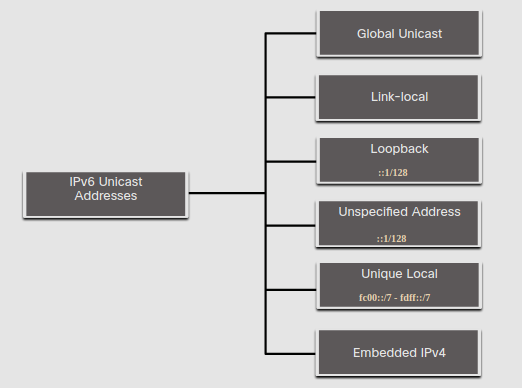 Global Unicast
Link-local
Loopback
::1/128
IPv6 Unicast
Addresses
Unspecified Address
::1/128
Unique Local
fc00::/7 - fdff::/7
Embedded IPv4